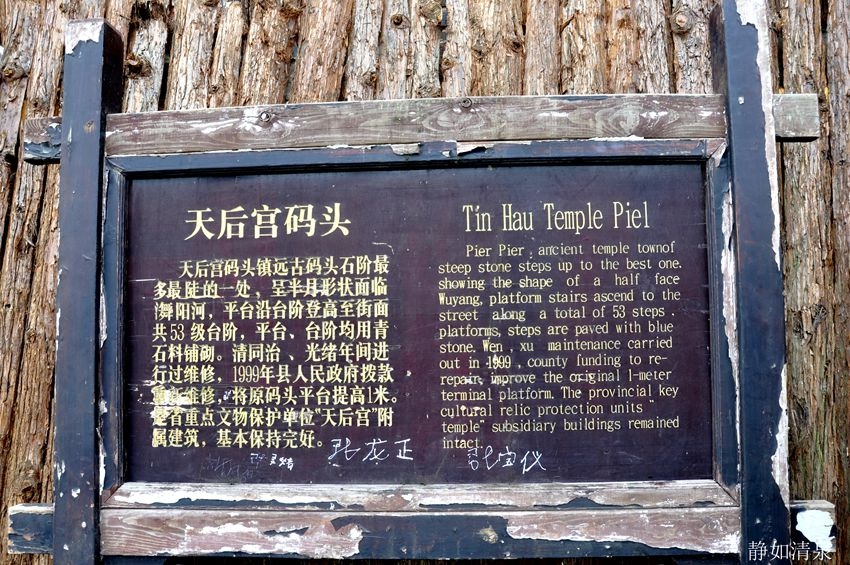 天后宫码头
天后宫码头镇远古码头石阶最
多最陡的一处，呈半月形状面临
㵲阳河，平台沿台阶登高至街面
共53级台阶，平台、台阶均用青
石料铺砌。清同治、光绪年间进
行过维修，1999年县人民政府拨款
维修，将原码头平台提高1米。
是省重点文物保护单位“天后宫”附
属建筑，基本保持完好。
张龙正
Tin Hau Temple Piel
Pier Pier , ancient temple townof
steep stone steps up to the best one.
showing the shape of a half face
Wuyang, platform stairs ascend to the
street along a total of 53 steps .
platforms, steps are paved with blue
stone. Wen , xu maintenance carried
out in 1999 , county funding to re-
repair, improve the original 1-meter
terminal platform. The provincial key
cultural relic protection units "
temple" subsidiary buildings remained
intact.
张宝仪
静如清泉